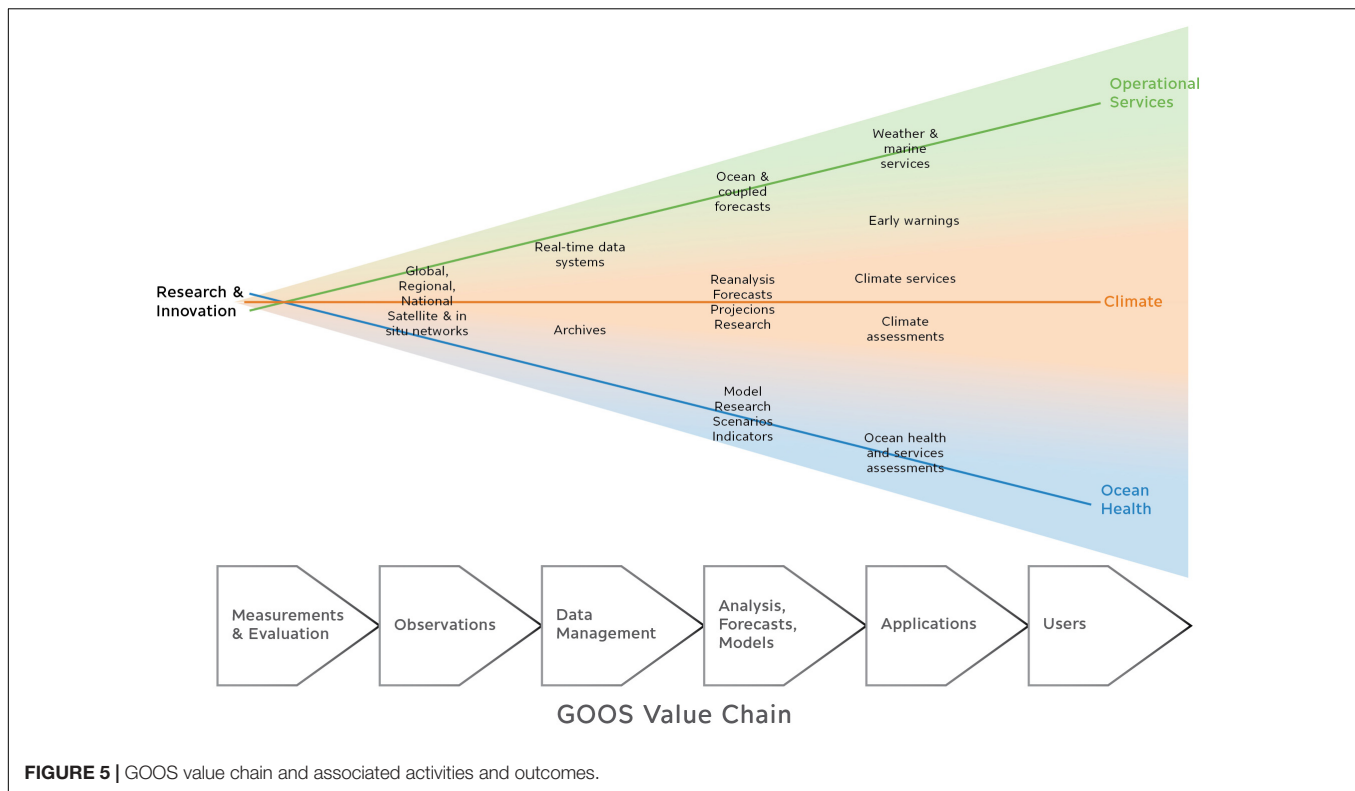 Operational
Services
Weather &
marine
services
Ocean &
coupled
forecasts
Early warnings
Real-time data
systems
Global,
Regional,
National
Satellite & in
situ networks
Research &
Innovation
Reanalysis
Forecasts
Projecions
Research
Climate services
Climate
Archives
Climate
assessments
Model
Research
Scenarios
Indicators
Ocean health
and services
assessments
Ocean
Health
Measurements
& Evaluation
Observations
Data
Management
Analysis,
Forecasts,
Models
Applications
Users
GOOS Value Chain
FIGURE 5 | GOOS value chain and associated activities and outcomes.